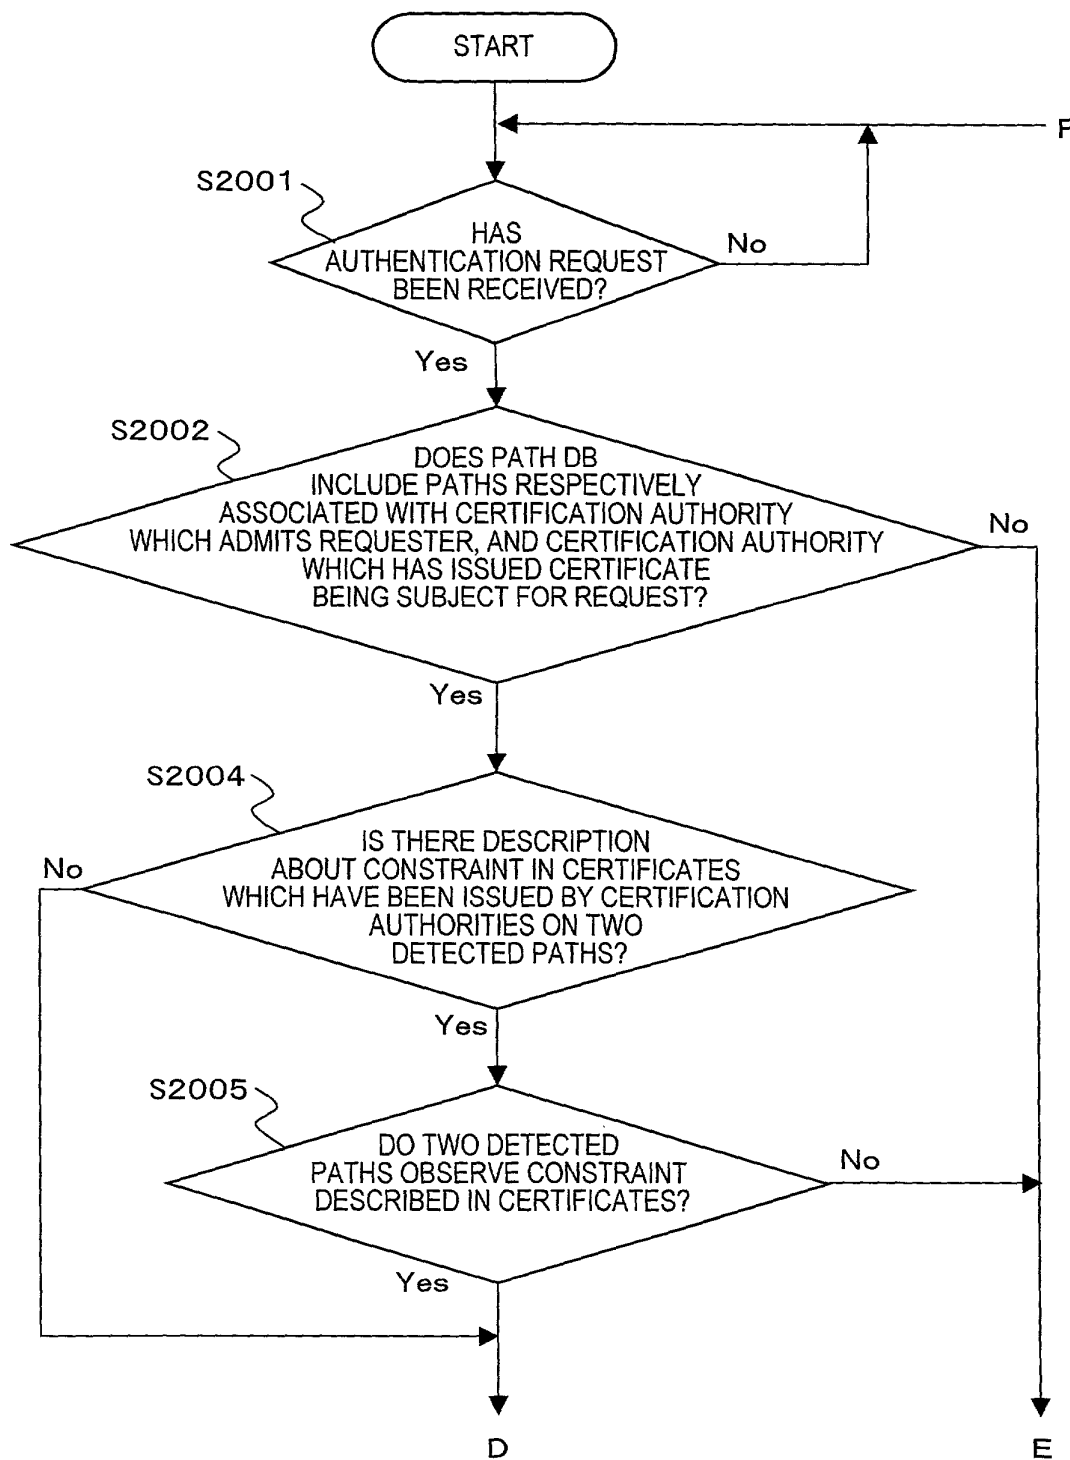 START
F
S2001
HAS
AUTHENTICATION REQUEST
BEEN RECEIVED?
No
Yes
S2002
DOES PATH DB
INCLUDE PATHS RESPECTIVELY
ASSOCIATED WITH CERTIFICATION AUTHORITY
WHICH ADMITS REQUESTER, AND CERTIFICATION AUTHORITY
WHICH HAS ISSUED CERTIFICATE
BEING SUBJECT FOR REQUEST?
No
Yes
S2004
IS THERE DESCRIPTION
ABOUT CONSTRAINT IN CERTIFICATES
WHICH HAVE BEEN ISSUED BY CERTIFICATION
AUTHORITIES ON TWO
DETECTED PATHS?
No
Yes
S2005
DO TWO DETECTED
PATHS OBSERVE CONSTRAINT
DESCRIBED IN CERTIFICATES?
No
Yes
D
E